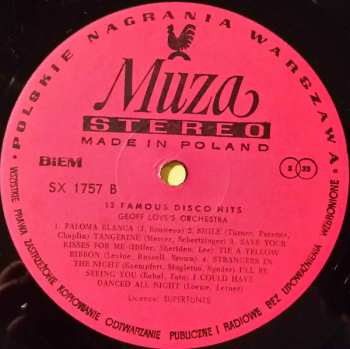 POLSKIE NAGRANIA WARSZAWA
Muza
STEREO
MADE IN POLAND
BIEM
S 33
SX 1757 B
12 FAMOUS DISCO HITS
GEOFF LOVE'S ORCHESTRA
1. PALOMA BLANCA (J. Bouwens) 2. SMILE (Turner, Parsons,
Chaplin) TANGERINE (Mercer, Schertzinger) 3. SAVE YOUR
KISSES FOR ME (Hiller, Sheriden, Lee) TIE A YELLOW
RIBBON (Levine, Russell, Brown) 4. STRANGERS IN
THE NIGHT (Kaempfert, Singleton, Snyder) I'LL BE
SEEING YOU (Kahal, Fain) I COULD HAVE
DANCED ALL NIGHT (Loewe, Lerner)
Licence: SUPERTUNES
WSZYSTKIE PRAWA ZASTRZEŻONE KOPIOWANIE ODTWARZANIE PUBLICZNE I RADIOWE BEZ UPOWAŻNIENIA WZBRONIONE